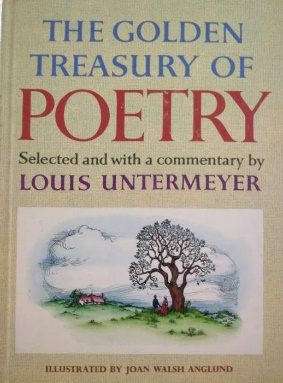 THE GOLDEN
TREASURY OF
POETRY
Selected and with a commentary by
LOUIS UNTERMEYER
ILLUSTRATED BY JOAN WALSH ANGLUND